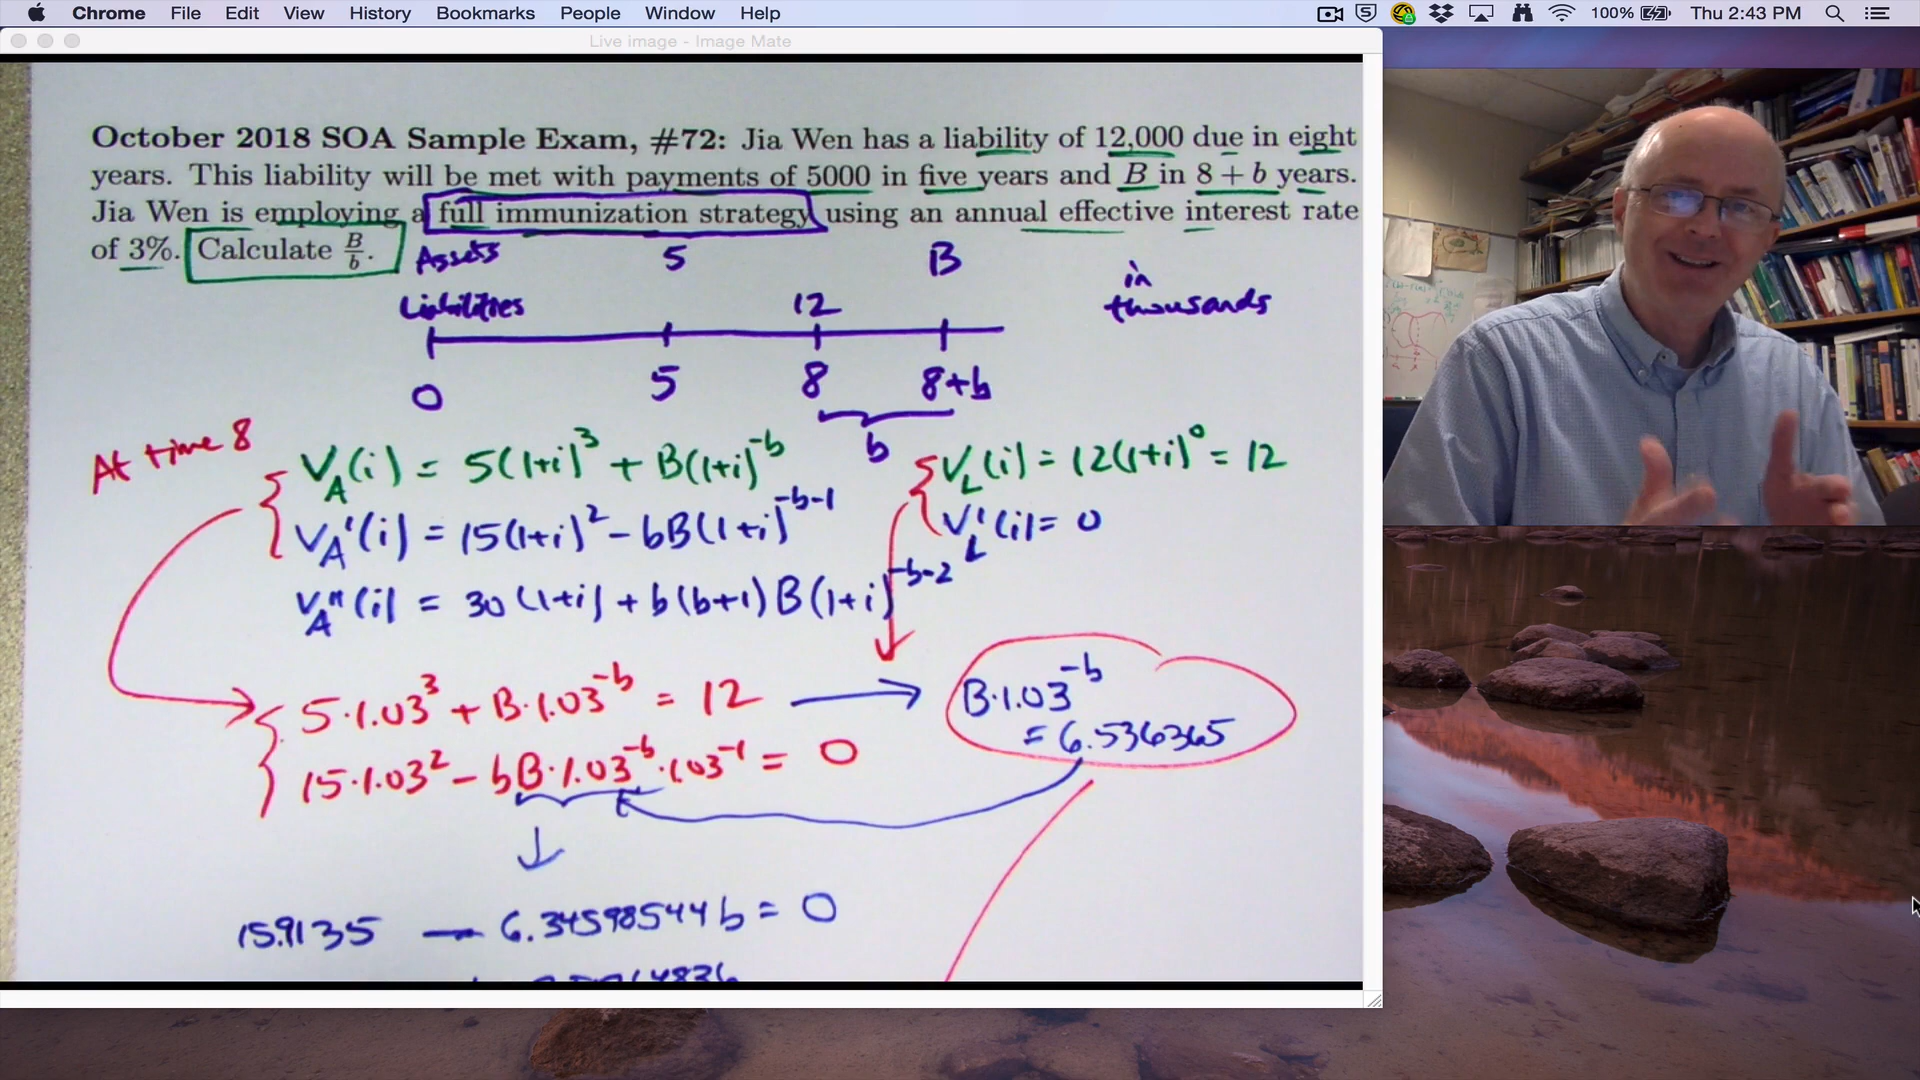 Chrome File Edit View History Bookmarks People Window Help 100% Thu 2:43 PM
Live image - Image Mate
October 2018 SOA Sample Exam, #72: Jia Wen has a liability of 12,000 due in eight
years. This liability will be met with payments of 5000 in five years and B in 8 + b years.
Jia Wen is employing a full immunization strategy using an annual effective interest rate
of 3%. Calculate B/b.
Assets 5 B
in
Liabilities 12 thousands
0 5 8 8+b
b
At time 8
V_A(i) = 5(1+i)^3 + B(1+i)^-b
V_L(i) = 12(1+i)^0 = 12
V_A'(i) = 15(1+i)^2 - bB(1+i)^-b-1
V_L'(i) = 0
V_A"(i) = 30(1+i) + b(b+1)B(1+i)^-b-2
5·1.03^3 + B·1.03^-b = 12
B·1.03^-b
= 6.536365
15·1.03^2 - bB·1.03^-b·1.03^-1 = 0
15.9135 - 6.34598544b = 0